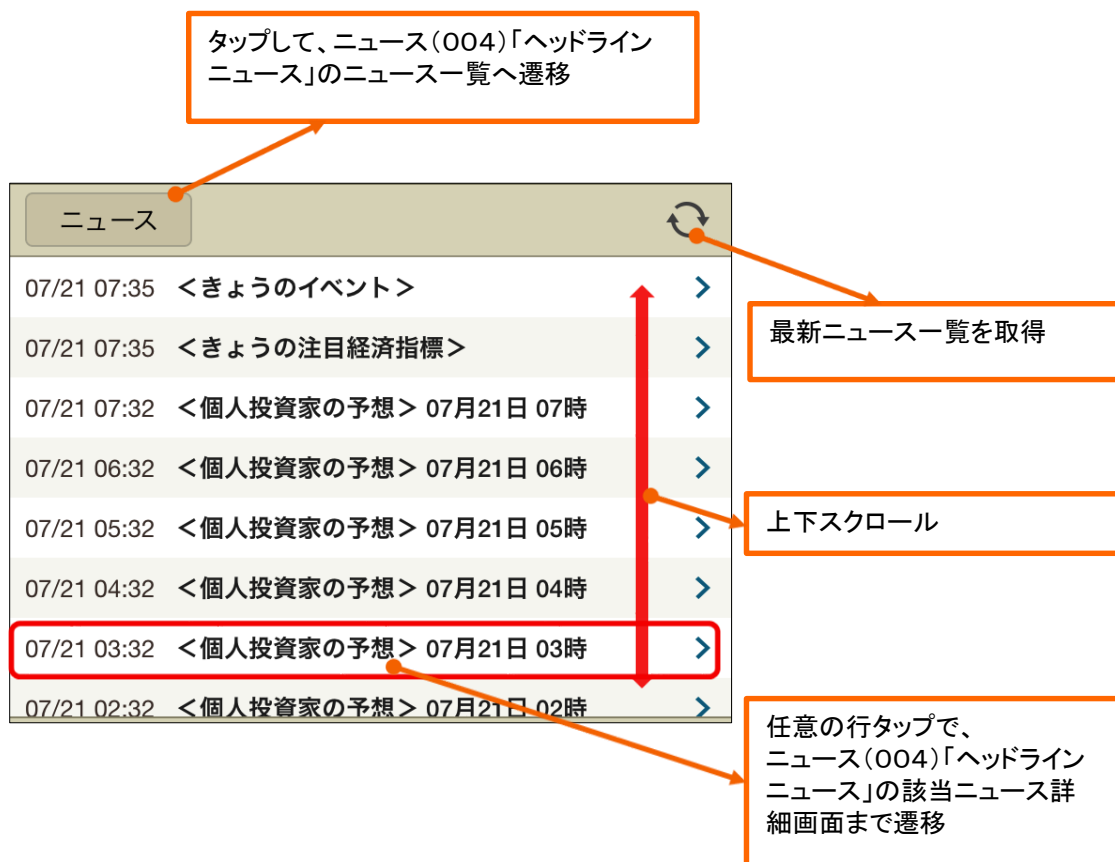 タップして、ニュース(004)「ヘッドライン
ニュース」のニュース一覧へ遷移
ニュース
07/21 07:35 <きょうのイベント>
07/21 07:35 <きょうの注目経済指標>
07/21 07:32 <個人投資家の予想> 07月21日 07時
07/21 06:32 <個人投資家の予想> 07月21日 06時
07/21 05:32 <個人投資家の予想> 07月21日 05時
07/21 04:32 <個人投資家の予想> 07月21日 04時
07/21 03:32 <個人投資家の予想> 07月21日 03時
07/21 02:32 <個人投資家の予想> 07月21日 02時
最新ニュース一覧を取得
上下スクロール
任意の行タップで、
ニュース(004)「ヘッドライン
ニュース」の該当ニュース詳
細画面まで遷移